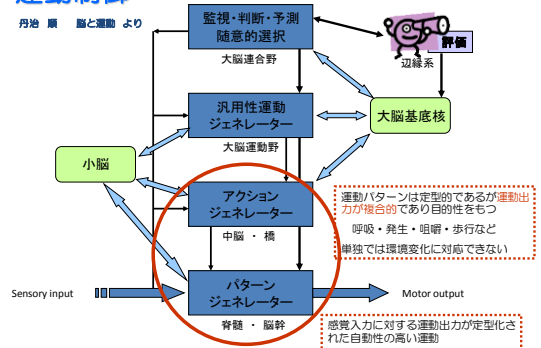 運動制御
丹治　順　　脳と運動　より
監視・判断・予測
随意的選択
大脳連合野
評価
辺縁系
汎用性運動
ジェネレーター
大脳運動野
大脳基底核
小脳
アクション
ジェネレーター
中脳 ・ 橋
運動パターンは定型的であるが運動出
力が複合的であり目的性をもつ
呼吸・発生・咀嚼・歩行など
単独では環境変化に対応できない
Sensory input
パターン
ジェネレーター
Motor output
脊髄 ・ 脳幹
感覚入力に対する運動出力が定型化さ
れた自動性の高い運動